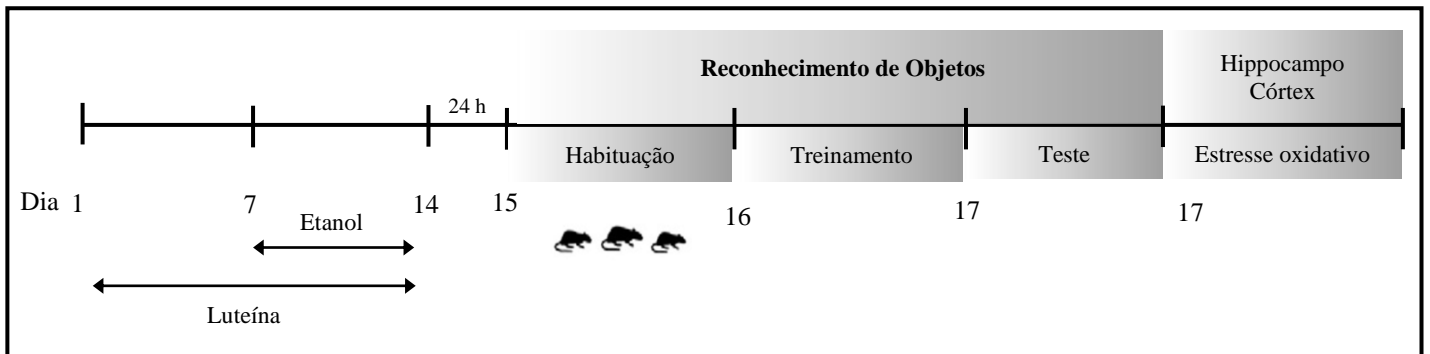 Reconhecimento de Objetos
Hippocampo
Córtex
24 h
Habituação
Treinamento
Teste
Estresse oxidativo
Dia 1
7
14
15
16
17
17
Etanol
Luteína